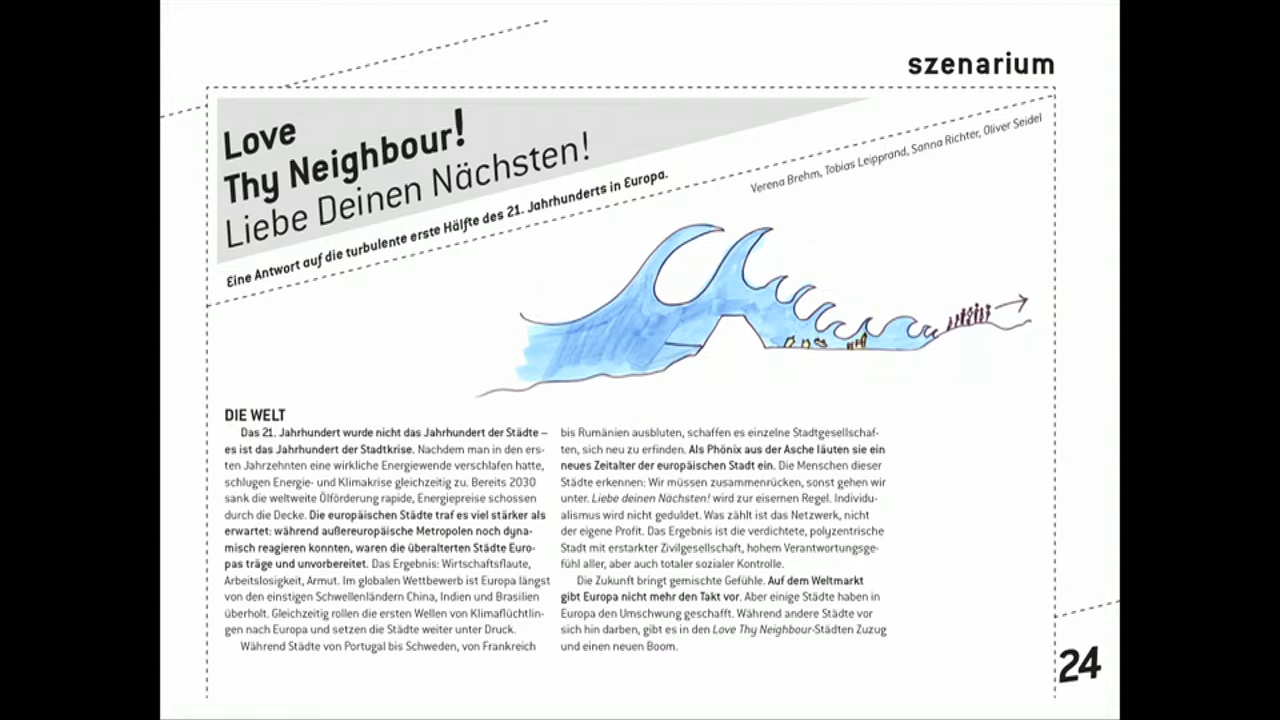 szenarium
Love
Thy Neighbour!
Liebe Deinen Nächsten!
Eine Antwort auf die turbulente erste Hälfte des 21. Jahrhunderts in Europa.
Verena Brehm, Tobias Leipprand, Sanna Richter, Oliver Seidel
DIE WELT
Das 21. Jahrhundert wurde nicht das Jahrhundert der Städte –
es ist das Jahrhundert der Stadtkrise. Nachdem man in den ers-
ten Jahrzehnten eine wirkliche Energiewende verschlafen hatte,
schlugen Energie- und Klimakrise gleichzeitig zu. Bereits 2030
sank die weltweite Ölförderung rapide, Energiepreise schossen
durch die Decke. Die europäischen Städte traf es viel stärker als
erwartet: während außereuropäische Metropolen noch dyna-
misch reagieren konnten, waren die überalterten Städte Euro-
pas träge und unvorbereitet. Das Ergebnis: Wirtschaftsflaute,
Arbeitslosigkeit, Armut. Im globalen Wettbewerb ist Europa längst
von den einstigen Schwellenländern China, Indien und Brasilien
überholt. Gleichzeitig rollen die ersten Wellen von Klimaflüchtlin-
gen nach Europa und setzen die Städte weiter unter Druck.
Während Städte von Portugal bis Schweden, von Frankreich
bis Rumänien ausbluten, schaffen es einzelne Stadtgesellschaf-
ten, sich neu zu erfinden. Als Phönix aus der Asche läuten sie ein
neues Zeitalter der europäischen Stadt ein. Die Menschen dieser
Städte erkennen: Wir müssen zusammenrücken, sonst gehen wir
unter. Liebe deinen Nächsten! wird zur eisernen Regel. Individu-
alismus wird nicht geduldet. Was zählt ist das Netzwerk, nicht
der eigene Profit. Das Ergebnis ist die verdichtete, polyzentrische
Stadt mit erstarkter Zivilgesellschaft, hohem Verantwortungsge-
fühl aller, aber auch totaler sozialer Kontrolle.
Die Zukunft bringt gemischte Gefühle. Auf dem Weltmarkt
gibt Europa nicht mehr den Takt vor. Aber einige Städte haben in
Europa den Umschwung geschafft. Während andere Städte vor
sich hin darben, gibt es in den Love Thy Neighbour-Städten Zuzug
und einen neuen Boom.
24